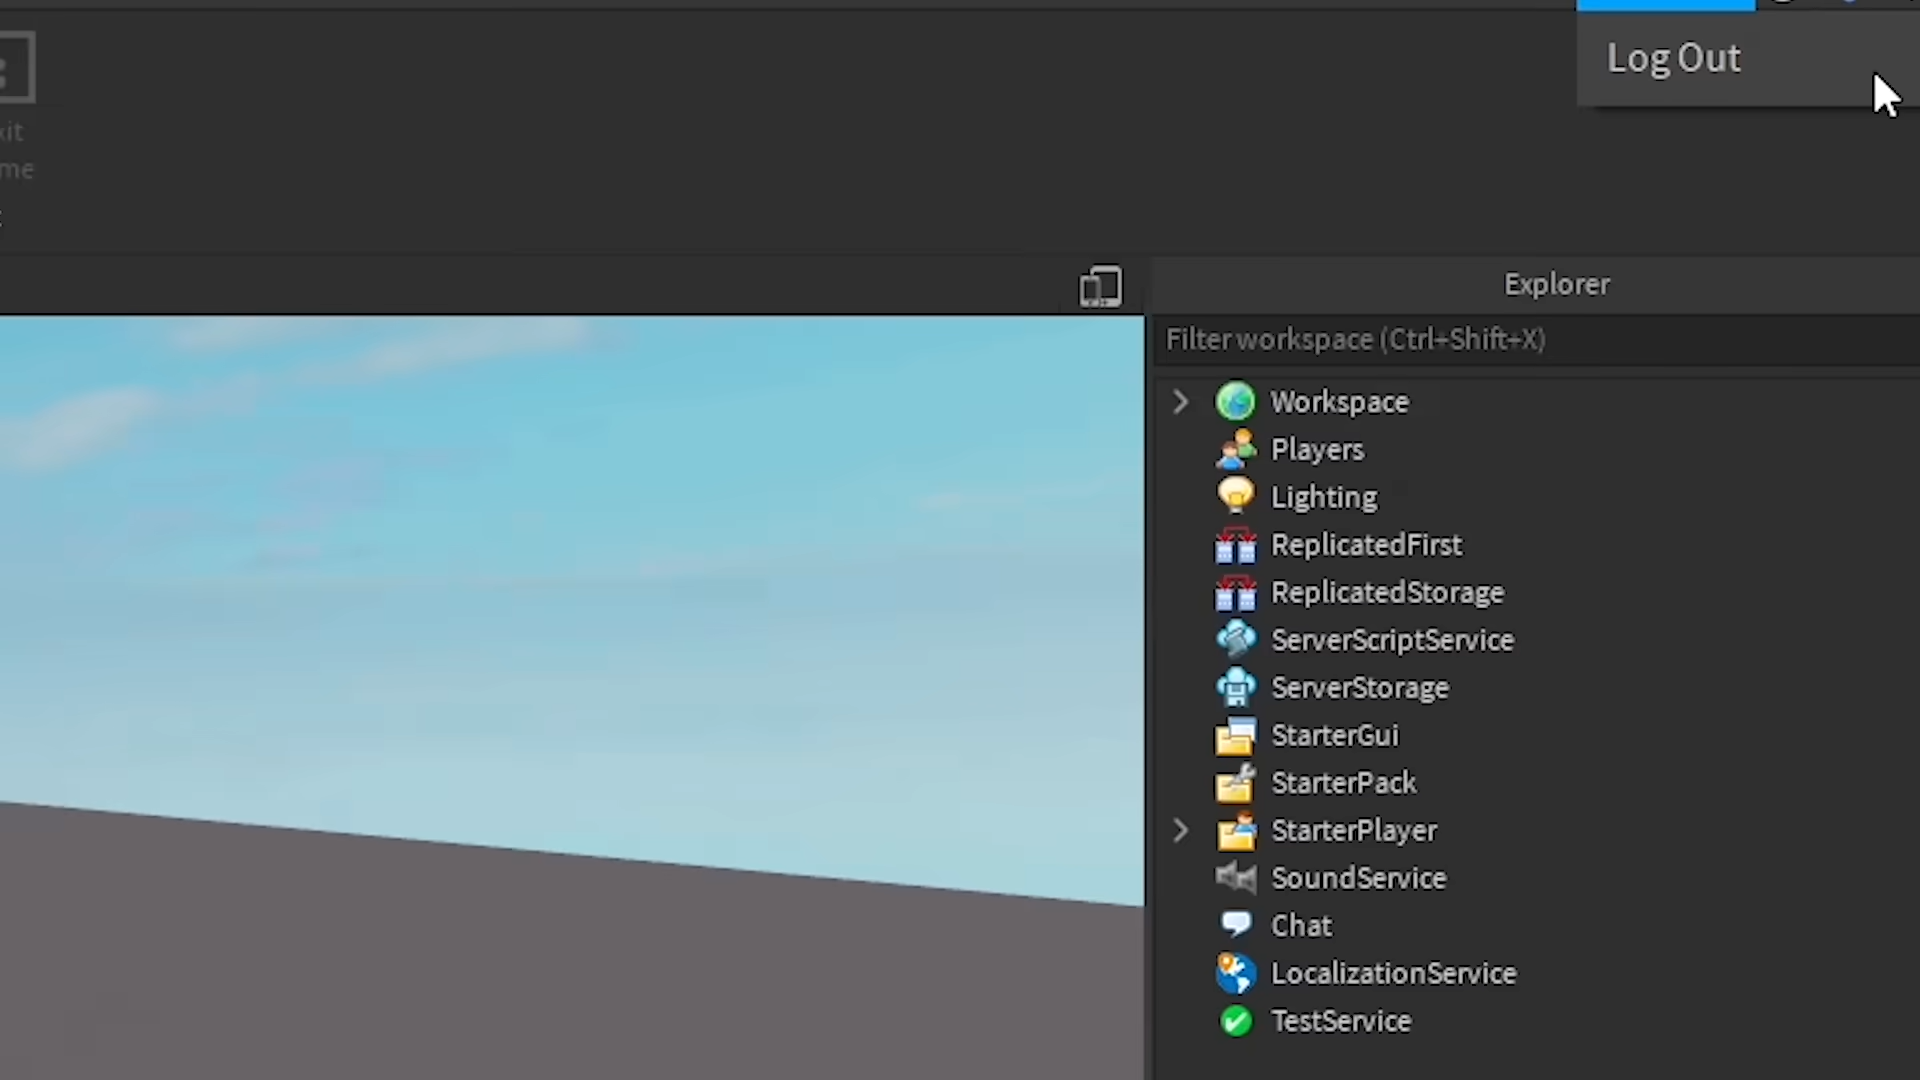 Log Out
Explorer
Filter workspace (Ctrl+Shift+X)
Workspace
Players
Lighting
ReplicatedFirst
ReplicatedStorage
ServerScriptService
ServerStorage
StarterGui
StarterPack
StarterPlayer
SoundService
Chat
LocalizationService
TestService